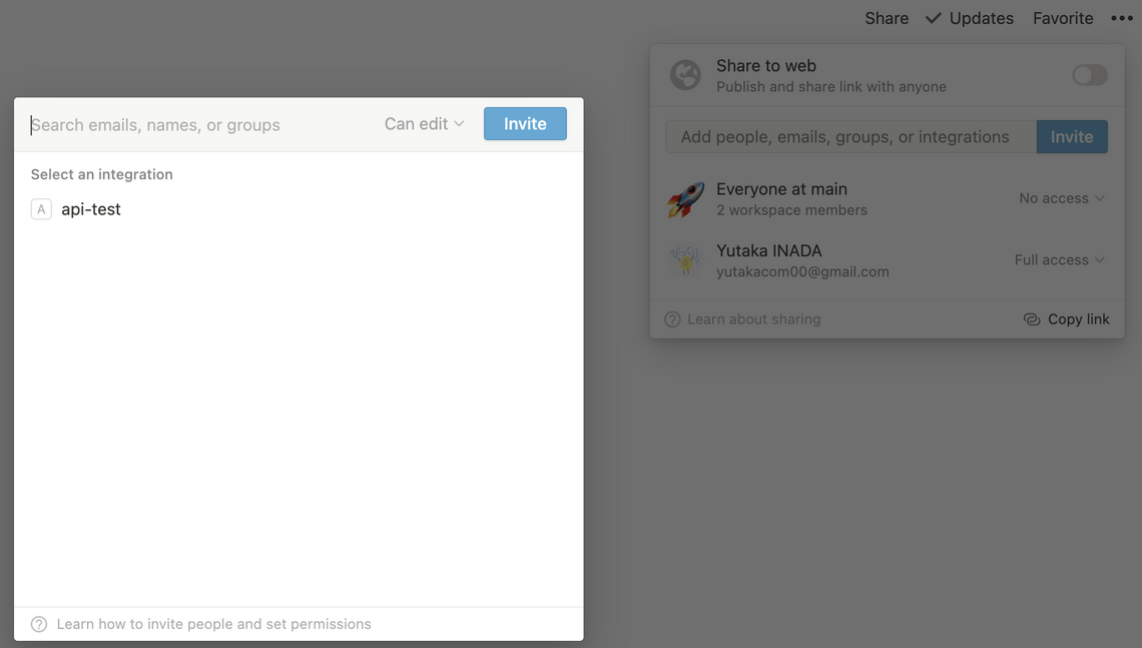 Share ✓ Updates Favorite •••
Share to web
Publish and share link with anyone
Add people, emails, groups, or integrations Invite
Everyone at main
2 workspace members
No access
Yutaka INADA
yutakacom00@gmail.com
Full access
Learn about sharing
Copy link
Search emails, names, or groups Can edit Invite
Select an integration
A api-test
Learn how to invite people and set permissions